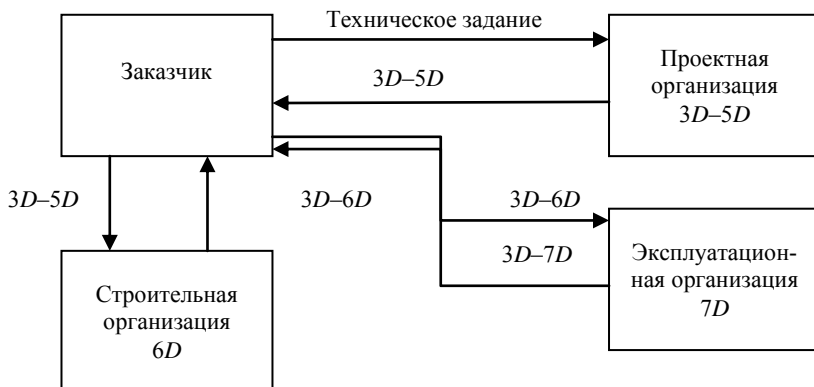 Техническое задание
Заказчик
Проектная
организация
3D–5D
3D–5D
3D–5D
3D–6D
3D–6D
3D–7D
Эксплуатацион-
ная организация
7D
Строительная
организация
6D